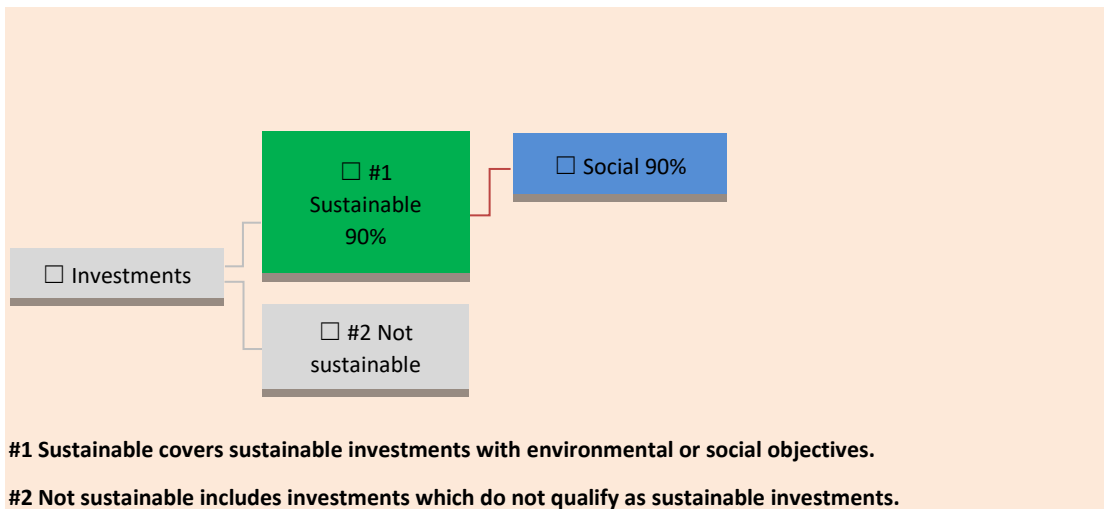 ☐ #1
Sustainable
90%
☐ Social 90%
☐ Investments
☐ #2 Not
sustainable
#1 Sustainable covers sustainable investments with environmental or social objectives.
#2 Not sustainable includes investments which do not qualify as sustainable investments.